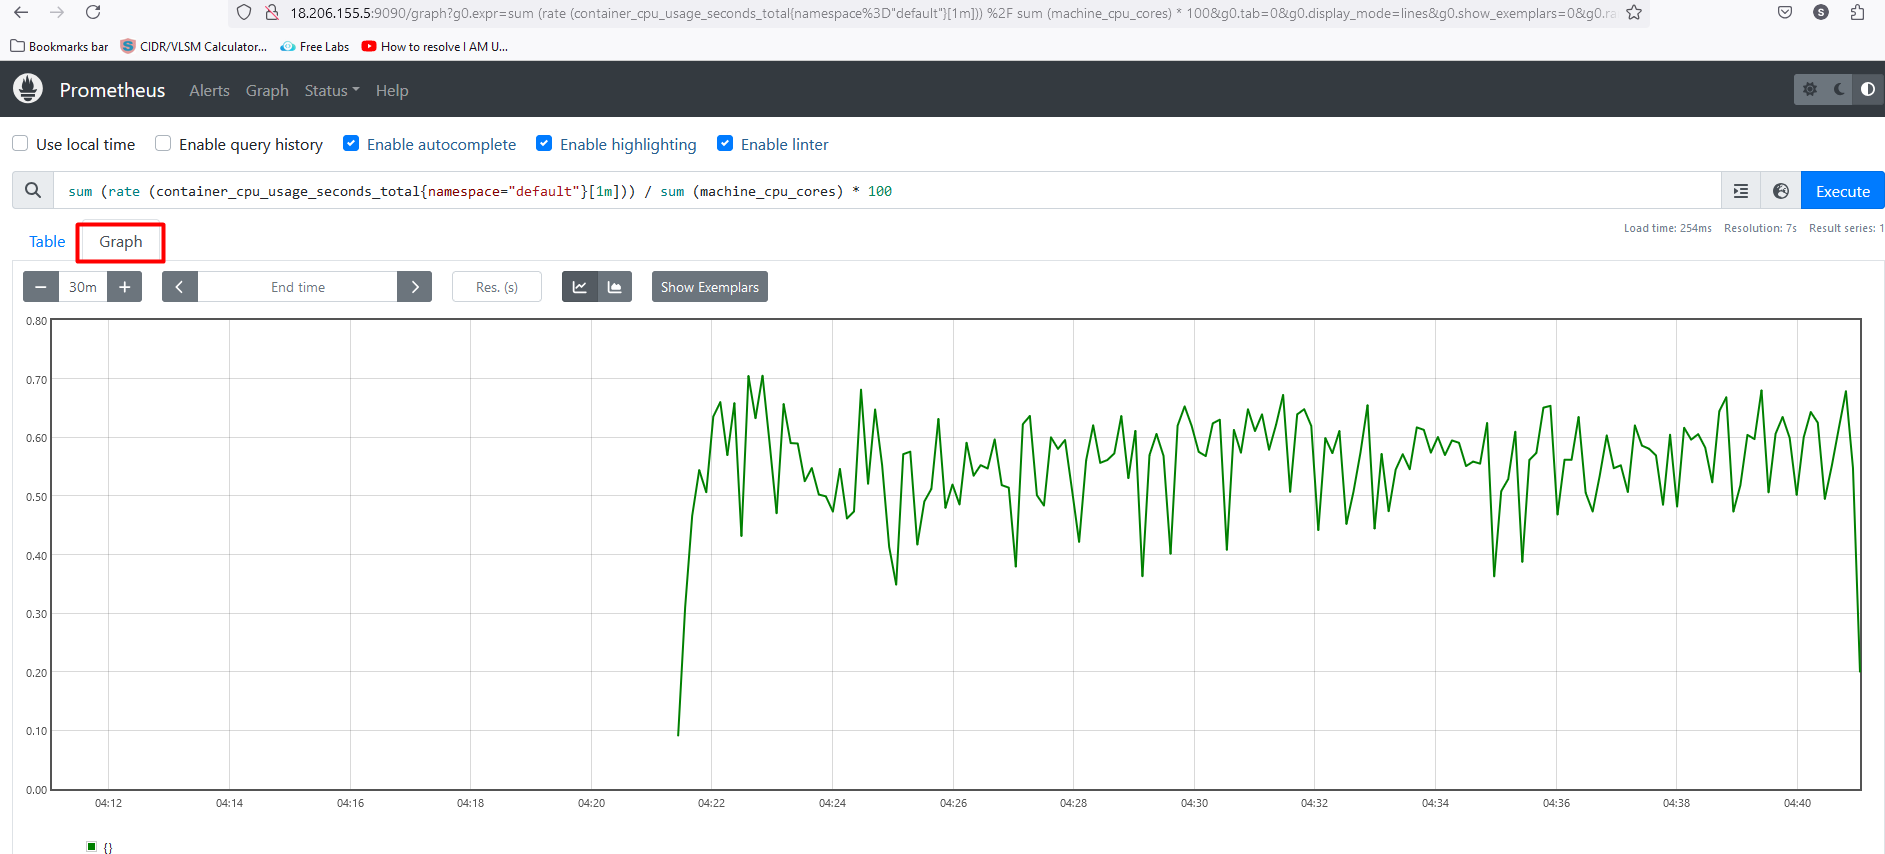 18.206.155.5:9090/graph?g0.expr=sum (rate (container_cpu_usage_seconds_total{namespace%3D"default"}[1m])) %2F sum (machine_cpu_cores) * 100&g0.tab=0&g0.display_mode=lines&g0.show_exemplars=0&g0.ra
S
Bookmarks bar
CIDR/VLSM Calculator...
Free Labs
How to resolve I AM U...
Prometheus Alerts Graph Status Help
Use local time Enable query history Enable autocomplete Enable highlighting Enable linter
sum (rate (container_cpu_usage_seconds_total{namespace="default"}[1m])) / sum (machine_cpu_cores) * 100
Execute
Load time: 254ms Resolution: 7s Result series: 1
Table Graph
− 30m + End time Res. (s) Show Exemplars
0.80
0.70
0.60
0.50
0.40
0.30
0.20
0.10
0.00
04:12 04:14 04:16 04:18 04:20 04:22 04:24 04:26 04:28 04:30 04:32 04:34 04:36 04:38 04:40
{}